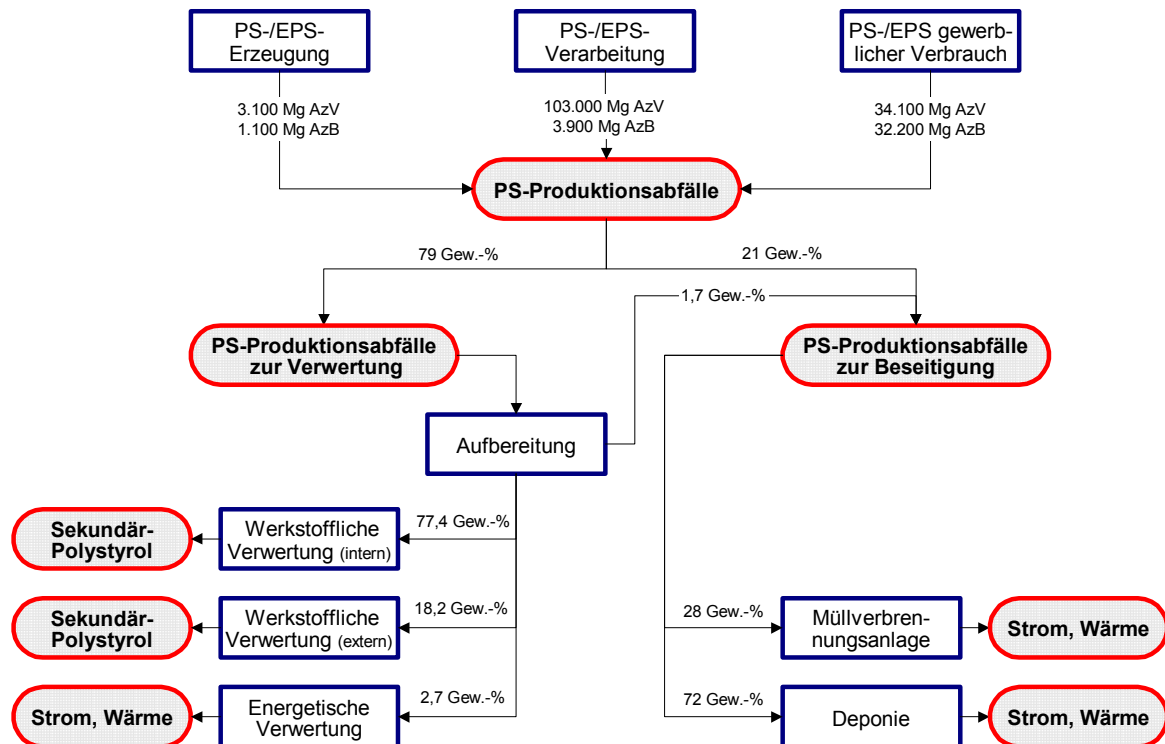 PS-/EPS-
Erzeugung
PS-/EPS-
Verarbeitung
PS-/EPS gewerb-
licher Verbrauch
3.100 Mg AzV
1.100 Mg AzB
103.000 Mg AzV
3.900 Mg AzB
34.100 Mg AzV
32.200 Mg AzB
PS-Produktionsabfälle
79 Gew.-%
21 Gew.-%
1,7 Gew.-%
PS-Produktionsabfälle
zur Verwertung
PS-Produktionsabfälle
zur Beseitigung
Aufbereitung
77,4 Gew.-%
Werkstoffliche
Verwertung (intern)
Sekundär-
Polystyrol
18,2 Gew.-%
Werkstoffliche
Verwertung (extern)
Sekundär-
Polystyrol
2,7 Gew.-%
Energetische
Verwertung
Strom, Wärme
28 Gew.-%
Müllverbren-
nungsanlage
Strom, Wärme
72 Gew.-%
Deponie
Strom, Wärme